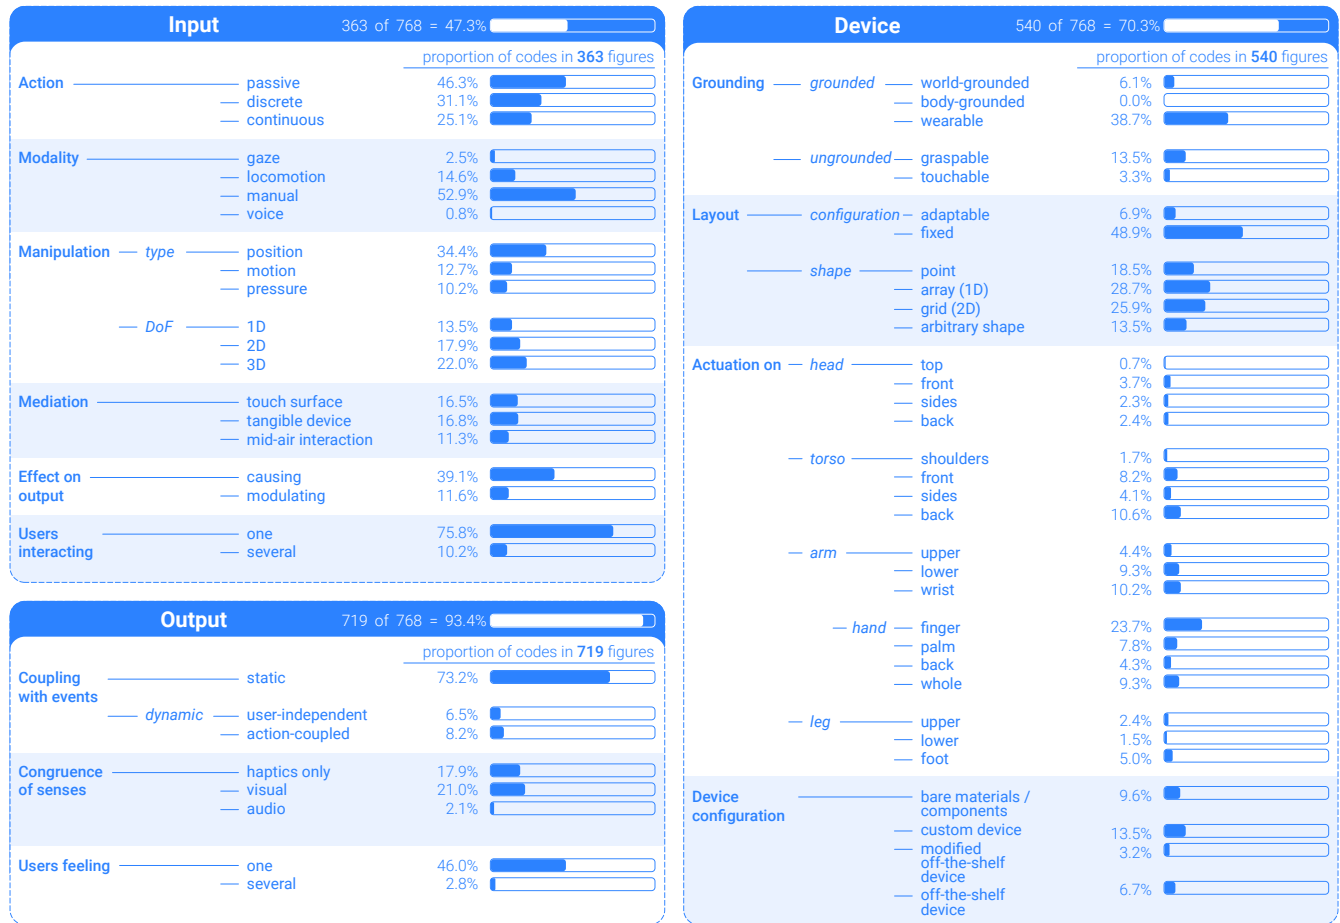 Input 363 of 768 = 47.3%
proportion of codes in 363 figures
Action passive 46.3%
discrete 31.1%
continuous 25.1%
Modality gaze 2.5%
locomotion 14.6%
manual 52.9%
voice 0.8%
Manipulation type position 34.4%
motion 12.7%
pressure 10.2%
DoF 1D 13.5%
2D 17.9%
3D 22.0%
Mediation touch surface 16.5%
tangible device 16.8%
mid-air interaction 11.3%
Effect on output causing 39.1%
modulating 11.6%
Users interacting one 75.8%
several 10.2%
Output 719 of 768 = 93.4%
proportion of codes in 719 figures
Coupling with events static 73.2%
dynamic user-independent 6.5%
action-coupled 8.2%
Congruence of senses haptics only 17.9%
visual 21.0%
audio 2.1%
Users feeling one 46.0%
several 2.8%
Device 540 of 768 = 70.3%
proportion of codes in 540 figures
Grounding grounded world-grounded 6.1%
body-grounded 0.0%
wearable 38.7%
ungrounded graspable 13.5%
touchable 3.3%
Layout configuration adaptable 6.9%
fixed 48.9%
shape point 18.5%
array (1D) 28.7%
grid (2D) 25.9%
arbitrary shape 13.5%
Actuation on head top 0.7%
front 3.7%
sides 2.3%
back 2.4%
torso shoulders 1.7%
front 8.2%
sides 4.1%
back 10.6%
arm upper 4.4%
lower 9.3%
wrist 10.2%
hand finger 23.7%
palm 7.8%
back 4.3%
whole 9.3%
leg upper 2.4%
lower 1.5%
foot 5.0%
Device configuration bare materials / components 9.6%
custom device 13.5%
modified off-the-shelf device 3.2%
off-the-shelf device 6.7%